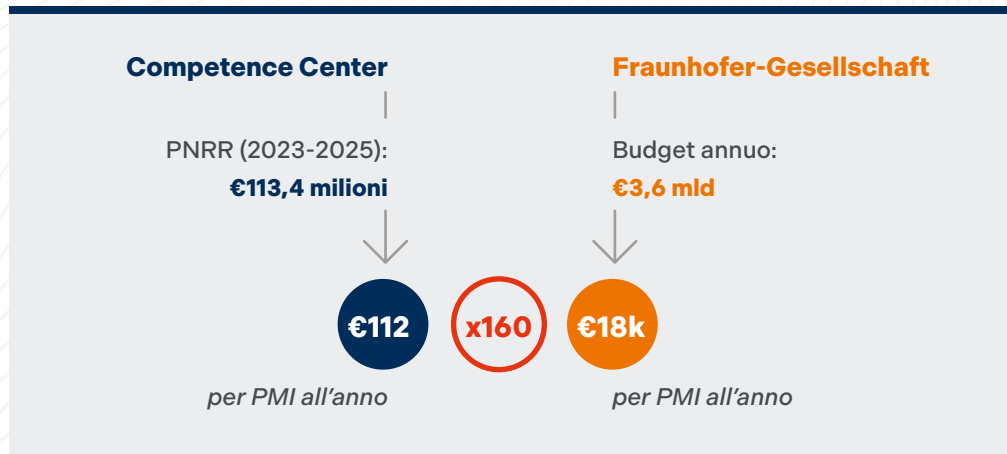 Competence Center
PNRR (2023-2025):
€113,4 milioni
€112
per PMI all’anno
x160
Fraunhofer-Gesellschaft
Budget annuo:
€3,6 mld
€18k
per PMI all’anno